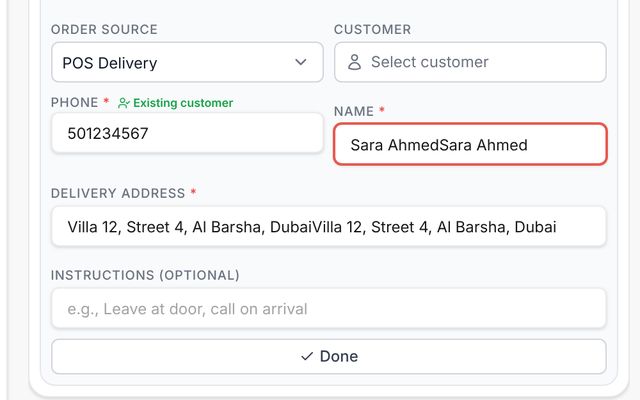 ORDER SOURCE
CUSTOMER
POS Delivery
Select customer
PHONE * Existing customer
NAME *
501234567
Sara AhmedSara Ahmed
DELIVERY ADDRESS *
Villa 12, Street 4, Al Barsha, DubaiVilla 12, Street 4, Al Barsha, Dubai
INSTRUCTIONS (OPTIONAL)
e.g., Leave at door, call on arrival
Done